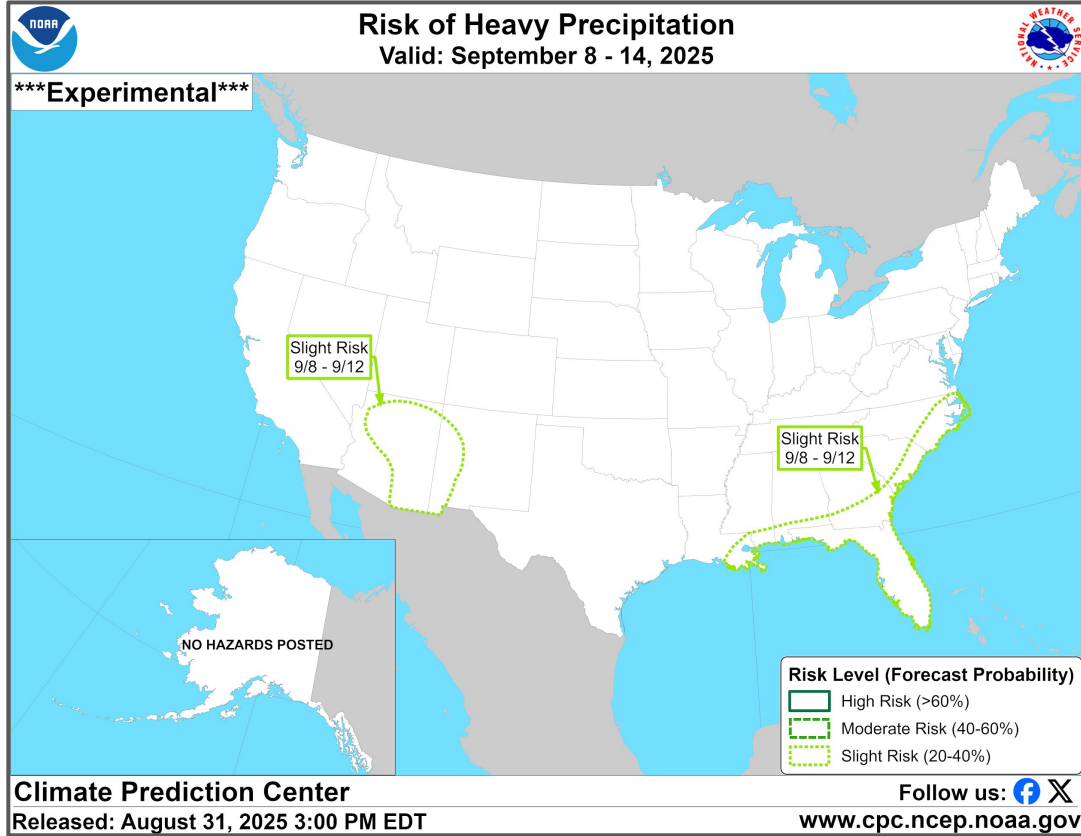 NOAA
Risk of Heavy Precipitation
Valid: September 8 - 14, 2025
NATIONAL WEATHER SERVICE
***Experimental***
Slight Risk
9/8 - 9/12
Slight Risk
9/8 - 9/12
NO HAZARDS POSTED
Risk Level (Forecast Probability)
High Risk (>60%)
Moderate Risk (40-60%)
Slight Risk (20-40%)
Climate Prediction Center
Follow us:
Released: August 31, 2025 3:00 PM EDT
www.cpc.ncep.noaa.gov